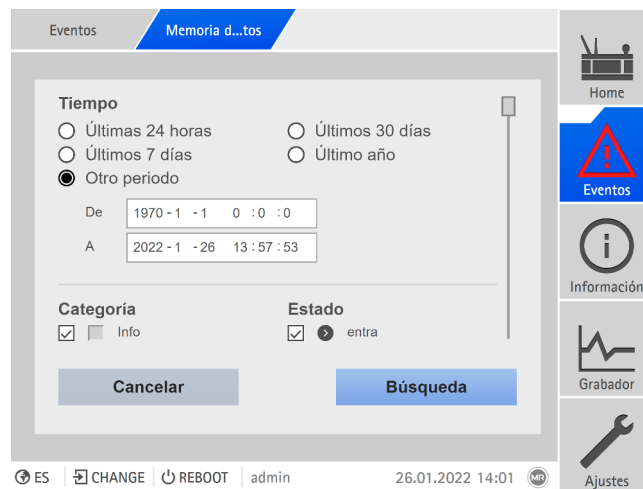 Eventos
Memoria d...tos
Home
Tiempo
Últimas 24 horas
Últimos 30 días
Últimos 7 días
Último año
Otro periodo
Eventos
De
1970 - 1 - 1 0 : 0 : 0
A
2022 - 1 - 26 13 : 57 : 53
Información
Categoría
Estado
Info
entra
Cancelar
Búsqueda
Grabador
ES
CHANGE
REBOOT
admin
26.01.2022 14:01
MR
Ajustes